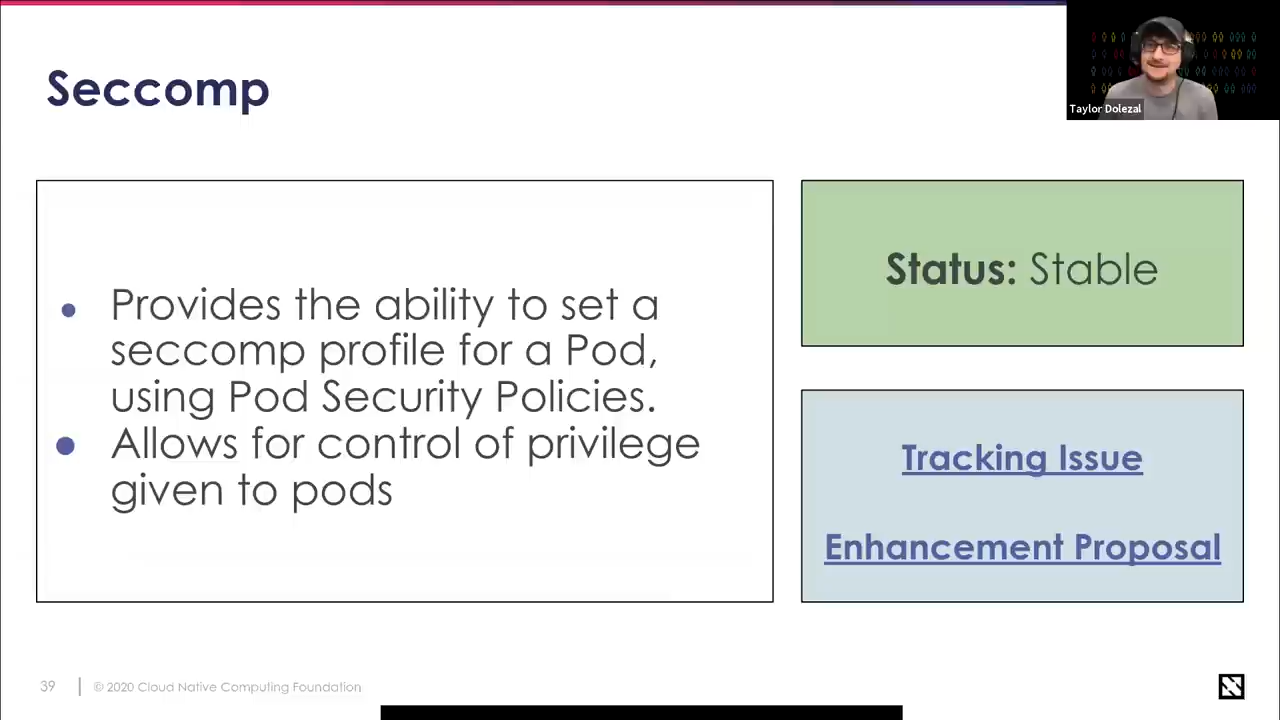 Seccomp
Taylor Dolezal
● Provides the ability to set a
seccomp profile for a Pod,
using Pod Security Policies.
● Allows for control of privilege
given to pods
Status: Stable
Tracking Issue
Enhancement Proposal
39 | © 2020 Cloud Native Computing Foundation